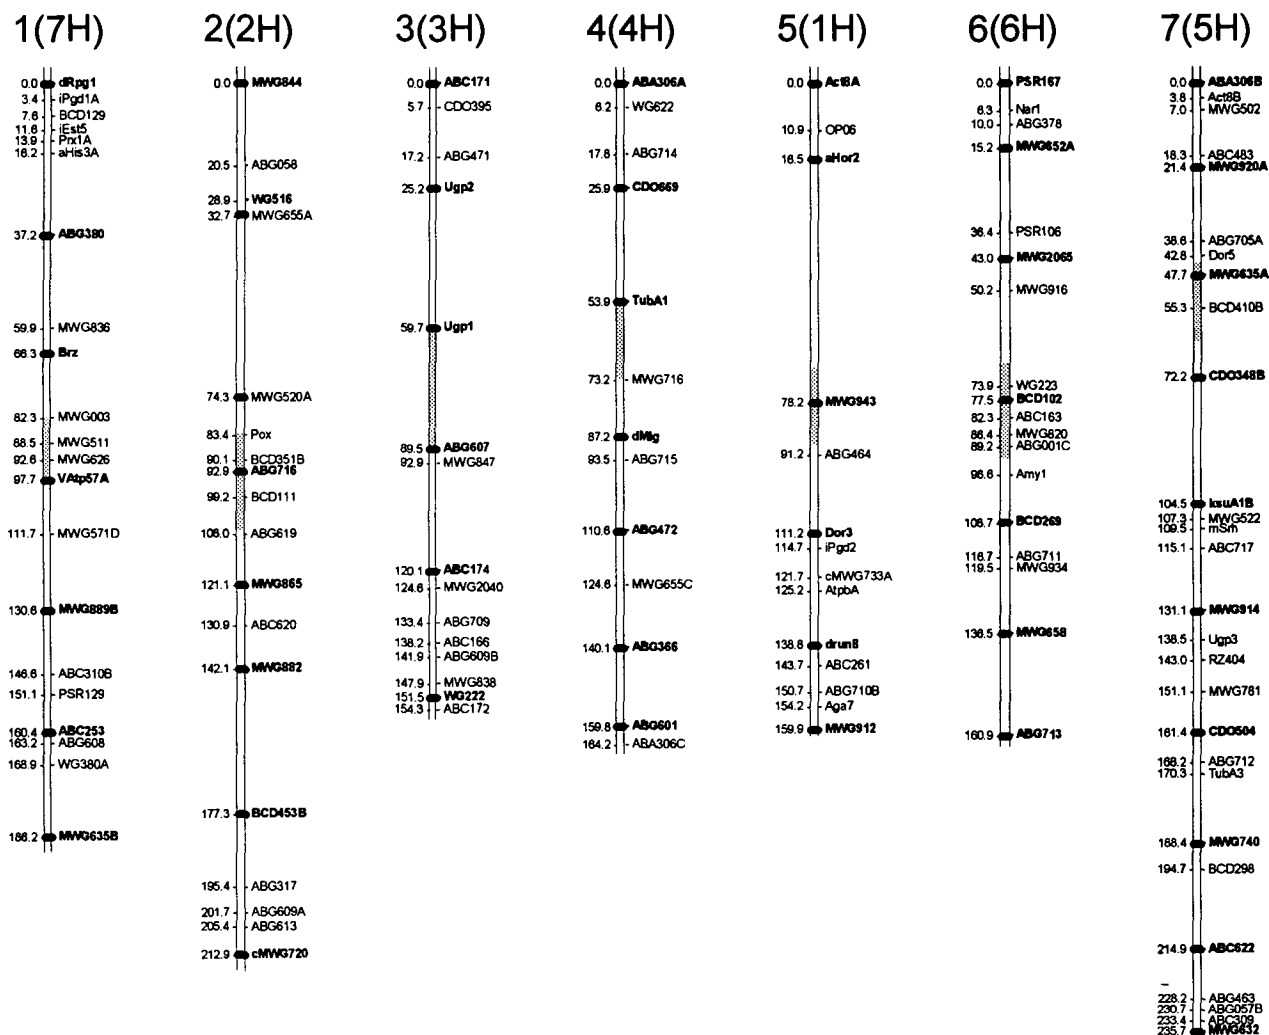 1(7H)
0.0 dRpg1
3.4 iPgd1A
7.6 BCD129
11.6 iEst5
13.9 Prx1A
16.2 aHis3A
37.2 ABG380
59.9 MWG836
66.3 Brz
82.3 MWG003
88.5 MWG511
92.6 MWG626
97.7 VAtp57A
111.7 MWG571D
130.6 MWG889B
146.6 ABC310B
151.1 PSR129
160.4 ABC253
163.2 ABG608
168.9 WG380A
186.2 MWG635B
2(2H)
0.0 MWG844
20.5 ABG058
28.9 WG516
32.7 MWG655A
74.3 MWG520A
83.4 Pox
90.1 BCD351B
92.9 ABG716
99.2 BCD111
108.0 ABG619
121.1 MWG865
130.9 ABC620
142.1 MWG882
177.3 BCD453B
195.4 ABG317
201.7 ABG609A
205.4 ABG613
212.9 cMWG720
3(3H)
0.0 ABC171
5.7 CDO395
17.2 ABG471
25.2 Ugp2
59.7 Ugp1
89.5 ABG607
92.9 MWG847
120.1 ABC174
124.6 MWG2040
133.4 ABG709
138.2 ABC166
141.9 ABG609B
147.9 MWG838
151.5 WG222
154.3 ABC172
4(4H)
0.0 ABA306A
6.2 WG622
17.8 ABG714
25.9 CDO669
53.9 TubA1
73.2 MWG716
87.2 dMlg
93.5 ABG715
110.6 ABG472
124.6 MWG655C
140.1 ABG366
159.8 ABG601
164.2 ABA306C
5(1H)
0.0 Act8A
10.9 OP06
18.5 aHor2
78.2 MWG943
91.2 ABG464
111.2 Dor3
114.7 iPgd2
121.7 cMWG733A
125.2 AtpbA
138.8 drun8
143.7 ABC261
150.7 ABG710B
154.2 Aga7
159.9 MWG912
6(6H)
0.0 PSR167
6.3 Nar1
10.0 ABG378
15.2 MWG652A
36.4 PSR106
43.0 MWG2065
50.2 MWG916
73.9 WG223
77.5 BCD102
82.3 ABC163
86.4 MWG820
89.2 ABG001C
96.6 Amy1
108.7 BCD269
116.7 ABG711
119.5 MWG934
136.5 MWG658
160.9 ABG713
7(5H)
0.0 ABA306B
3.8 Act8B
7.0 MWG502
18.3 ABC483
21.4 MWG920A
38.6 ABG705A
42.8 Dor5
47.7 MWG635A
55.3 BCD410B
72.2 CDO348B
104.5 ksuA1B
107.3 MWG522
109.5 mSrh
115.1 ABC717
131.1 MWG914
138.5 Ugp3
143.0 RZ404
151.1 MWG781
161.4 CDO504
168.2 ABG712
170.3 TubA3
188.4 MWG740
194.7 BCD298
214.9 ABC622
228.2 ABG463
230.7 ABG057B
233.4 ABC309
235.7 MWG632